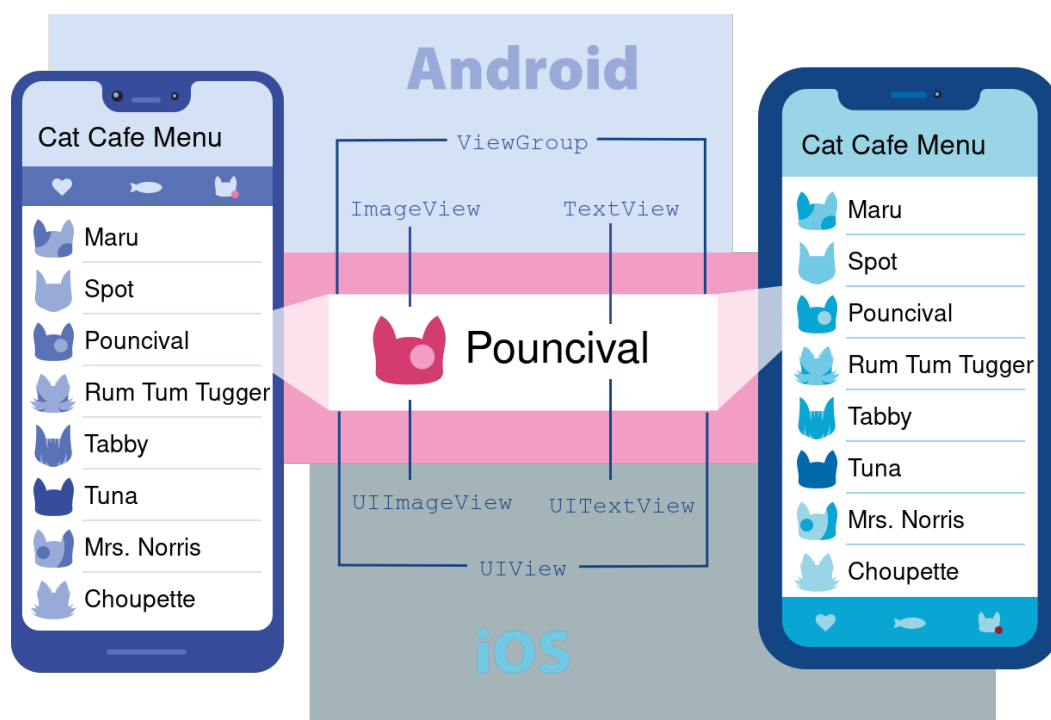 Android
Cat Cafe Menu
Maru
Spot
Pouncival
Rum Tum Tugger
Tabby
Tuna
Mrs. Norris
Choupette
ViewGroup
ImageView
TextView
Pouncival
UIImageView
UITextView
UIView
iOS
Cat Cafe Menu
Maru
Spot
Pouncival
Rum Tum Tugger
Tabby
Tuna
Mrs. Norris
Choupette